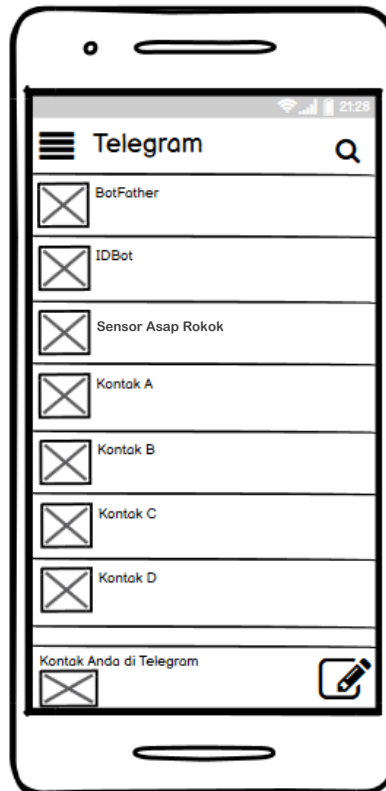 21:28
Telegram
BotFather
IDBot
Sensor Asap Rokok
Kontak A
Kontak B
Kontak C
Kontak D
Kontak Anda di Telegram